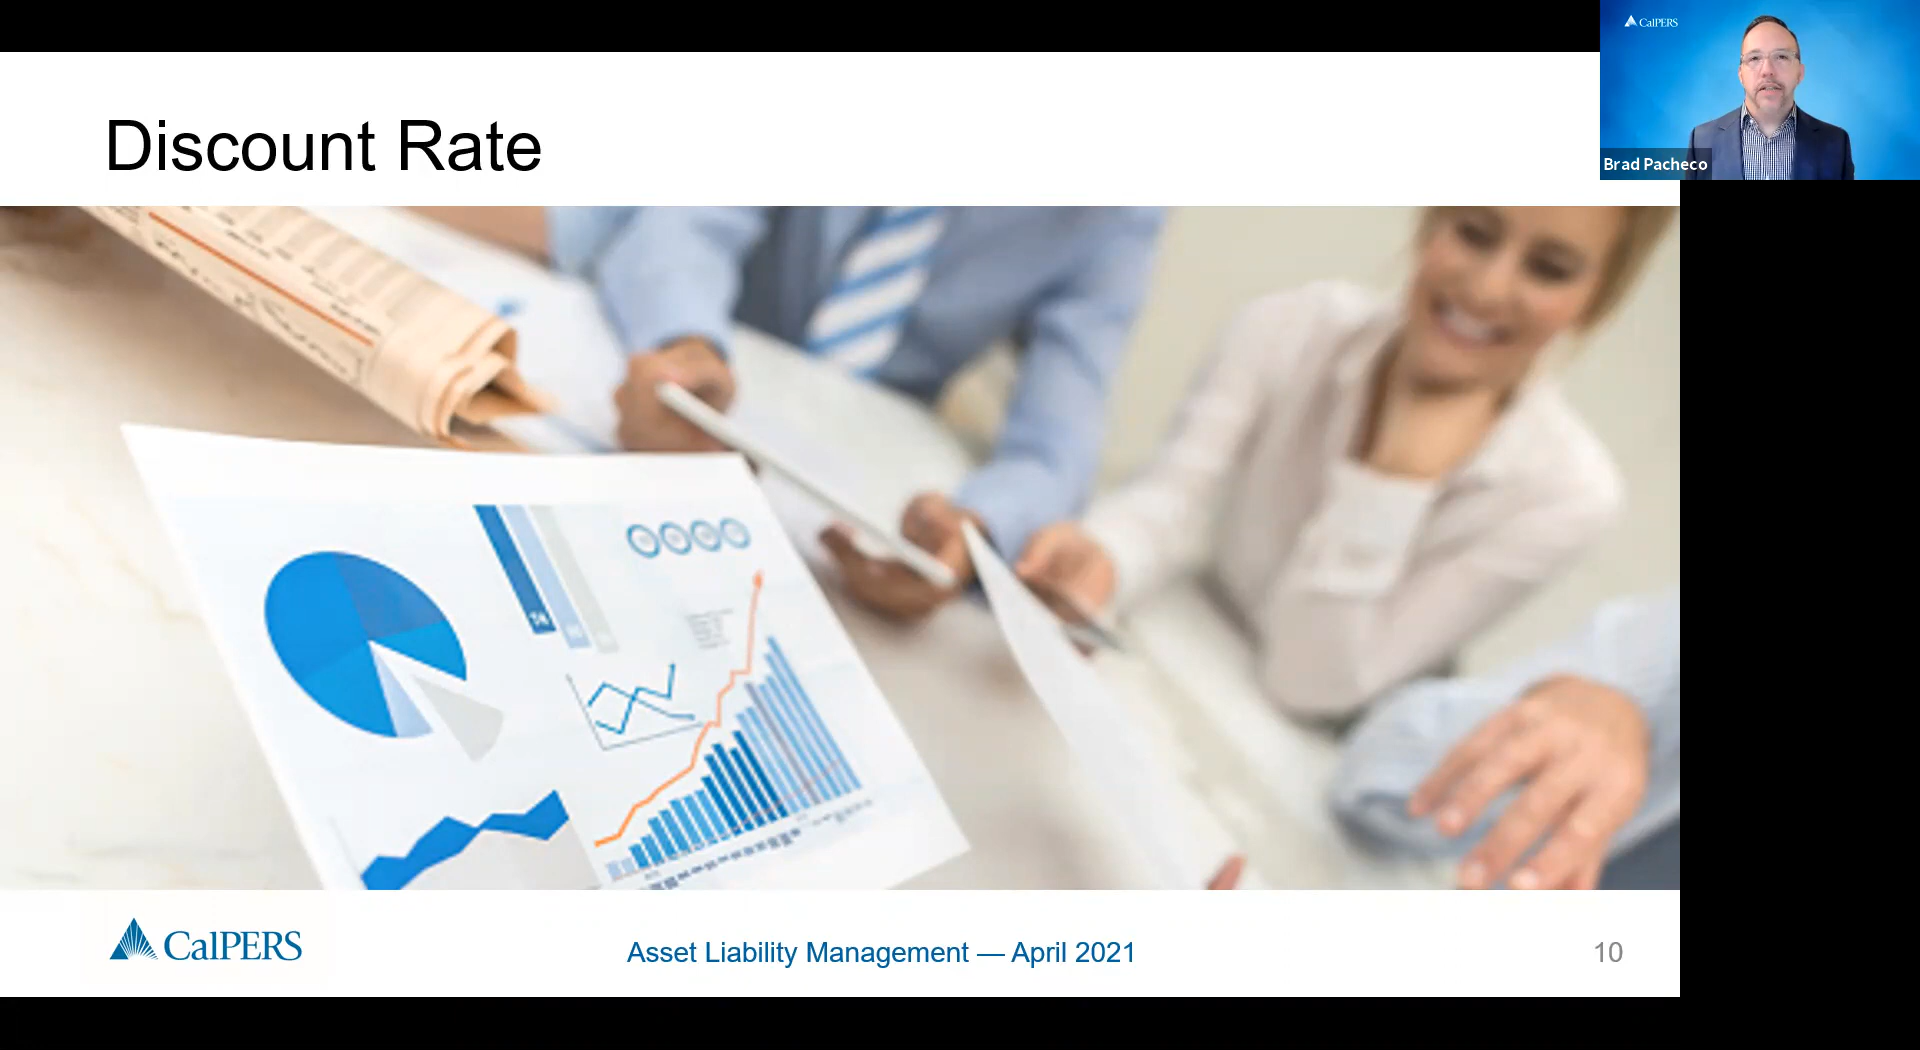 CalPERS
Discount Rate
Brad Pacheco
CalPERS
Asset Liability Management — April 2021
10